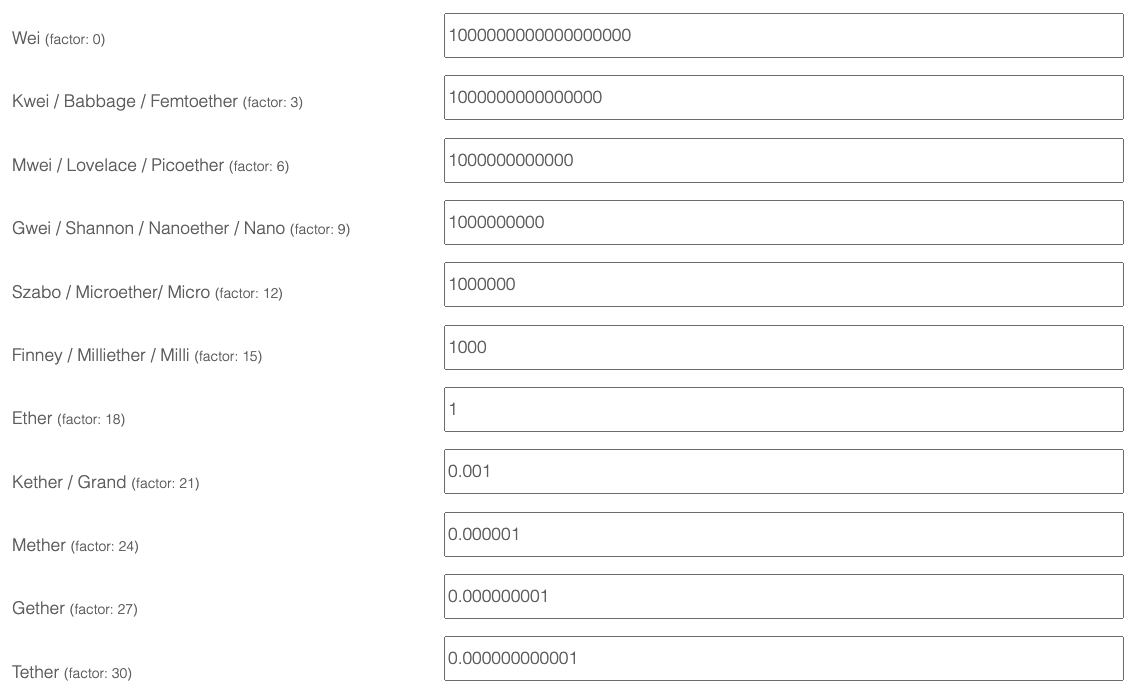 Wei (factor: 0) 1000000000000000000
Kwei / Babbage / Femtoether (factor: 3) 1000000000000000
Mwei / Lovelace / Picoether (factor: 6) 1000000000000
Gwei / Shannon / Nanoether / Nano (factor: 9) 1000000000
Szabo / Microether/ Micro (factor: 12) 1000000
Finney / Milliether / Milli (factor: 15) 1000
Ether (factor: 18) 1
Kether / Grand (factor: 21) 0.001
Mether (factor: 24) 0.000001
Gether (factor: 27) 0.000000001
Tether (factor: 30) 0.000000000001